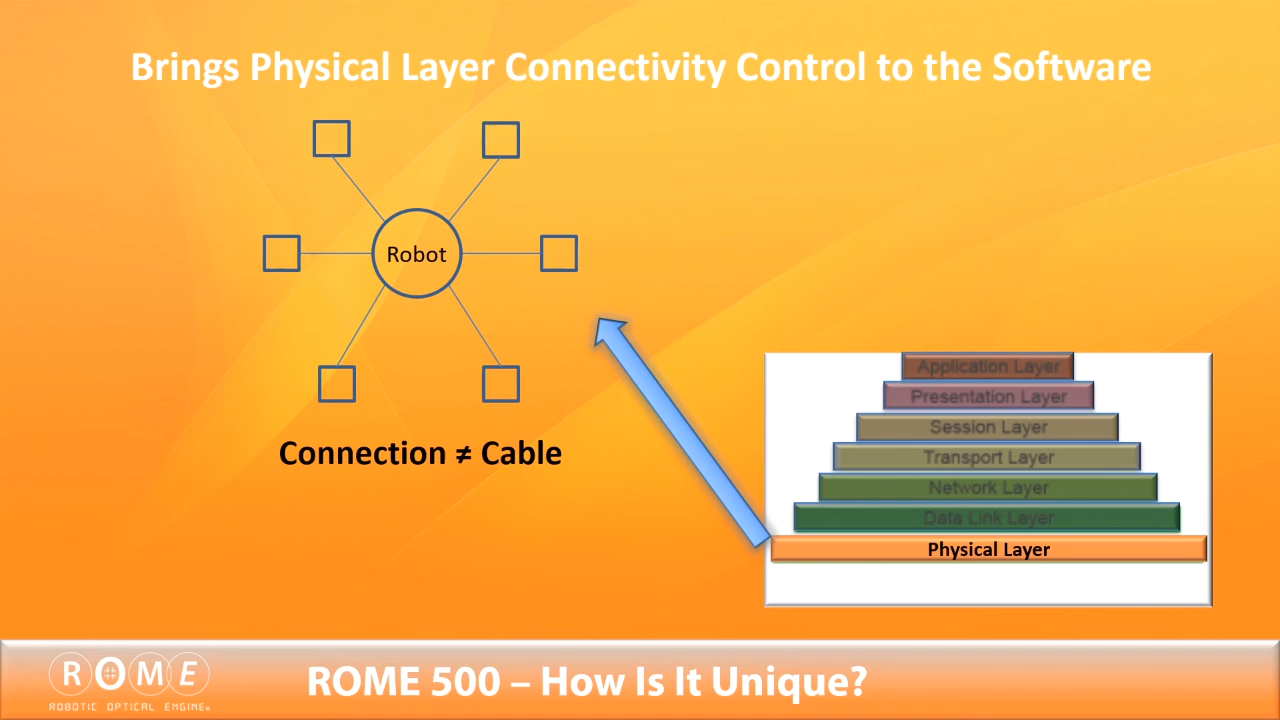 Brings Physical Layer Connectivity Control to the Software
Robot
Connection ≠ Cable
Application Layer
Presentation Layer
Session Layer
Transport Layer
Network Layer
Data Link Layer
Physical Layer
ROME
ROBOTIC OPTICAL ENGINE®
ROME 500 – How Is It Unique?